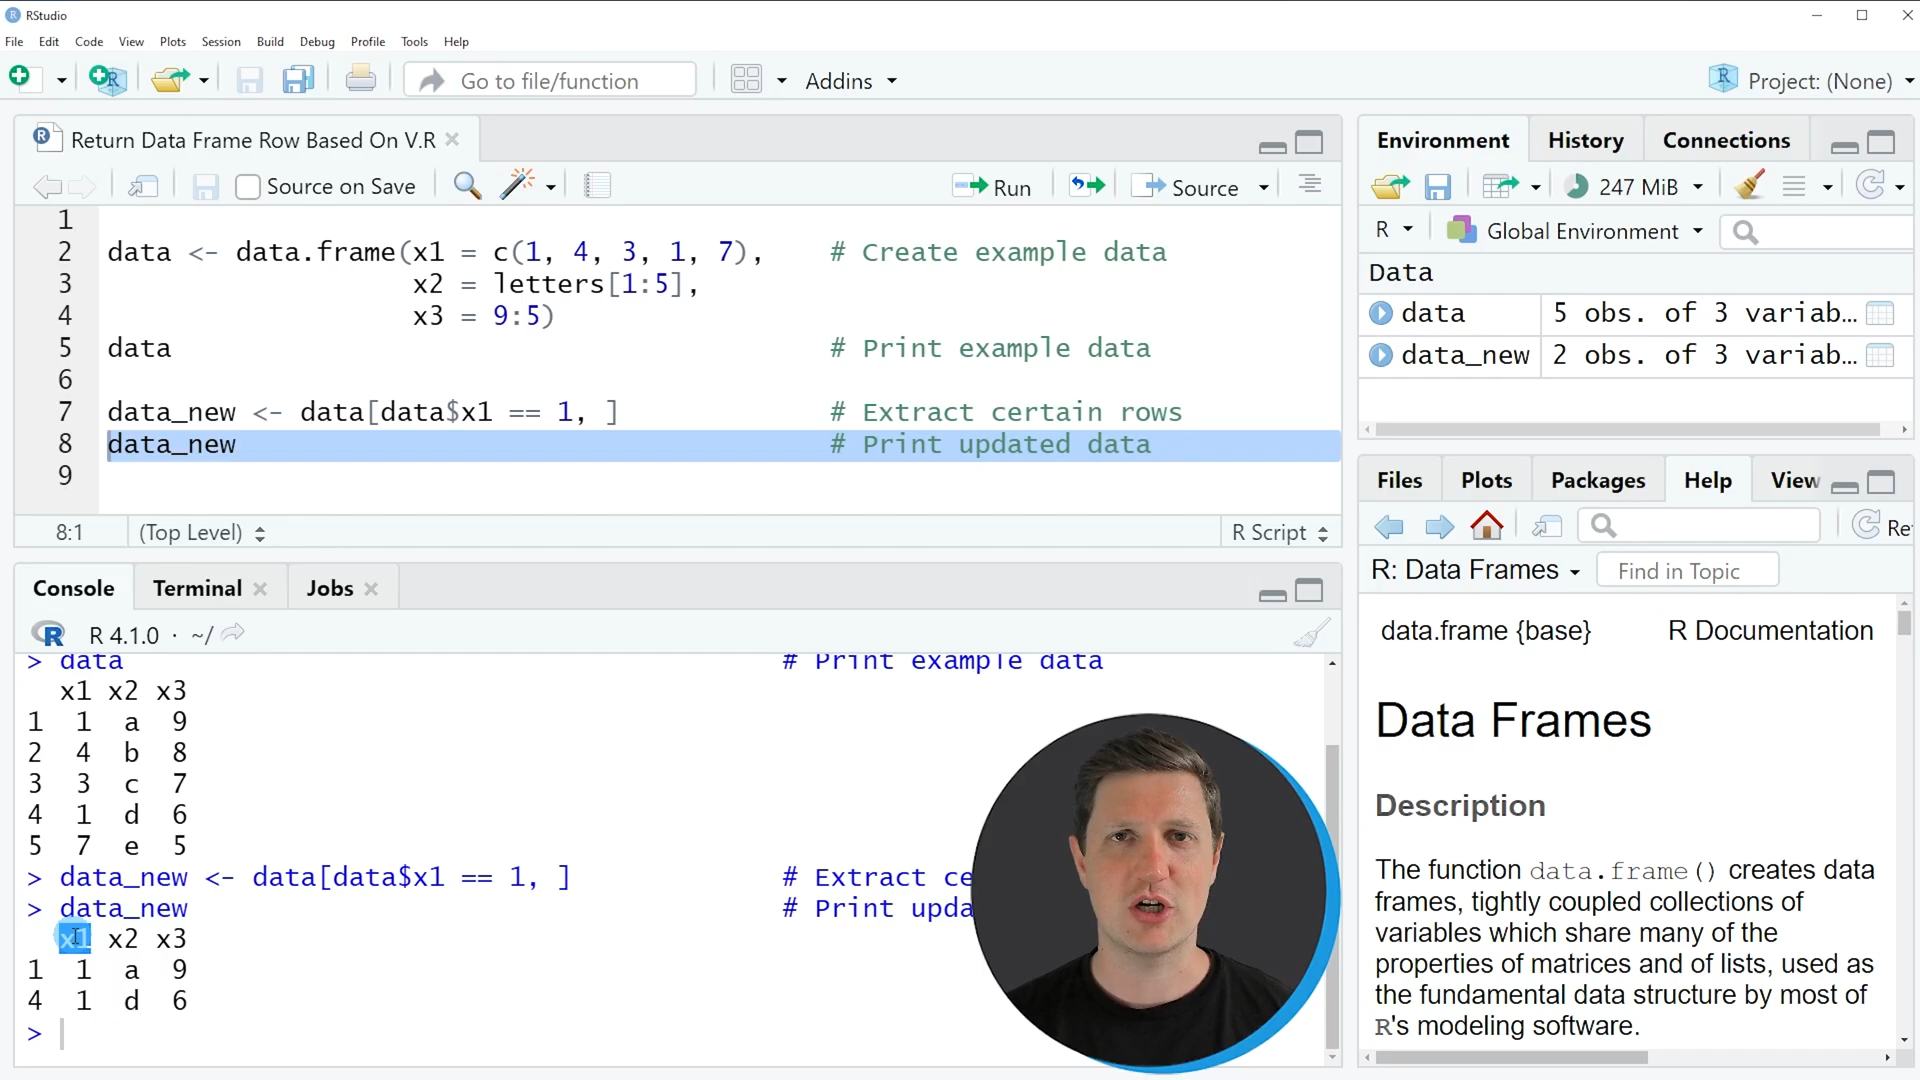 RStudio
File Edit Code View Plots Session Build Debug Profile Tools Help
Go to file/function Addins Project: (None)
Return Data Frame Row Based On V.R
Source on Save Run Source
1
2 data <- data.frame(x1 = c(1, 4, 3, 1, 7), # Create example data
3 x2 = letters[1:5],
4 x3 = 9:5)
5 data # Print example data
6
7 data_new <- data[data$x1 == 1, ] # Extract certain rows
8 data_new # Print updated data
9
8:1 (Top Level) R Script
Console Terminal Jobs
R 4.1.0 · ~/
> data # Print example data
x1 x2 x3
1 1 a 9
2 4 b 8
3 3 c 7
4 1 d 6
5 7 e 5
> data_new <- data[data$x1 == 1, ] # Extract ce
> data_new # Print upda
x1 x2 x3
1 1 a 9
4 1 d 6
>
Environment History Connections
247 MiB
R Global Environment
Data
data 5 obs. of 3 variab…
data_new 2 obs. of 3 variab…
Files Plots Packages Help View
Re
R: Data Frames Find in Topic
data.frame {base} R Documentation
Data Frames
Description
The function data.frame() creates data
frames, tightly coupled collections of
variables which share many of the
properties of matrices and of lists, used as
the fundamental data structure by most of
R's modeling software.